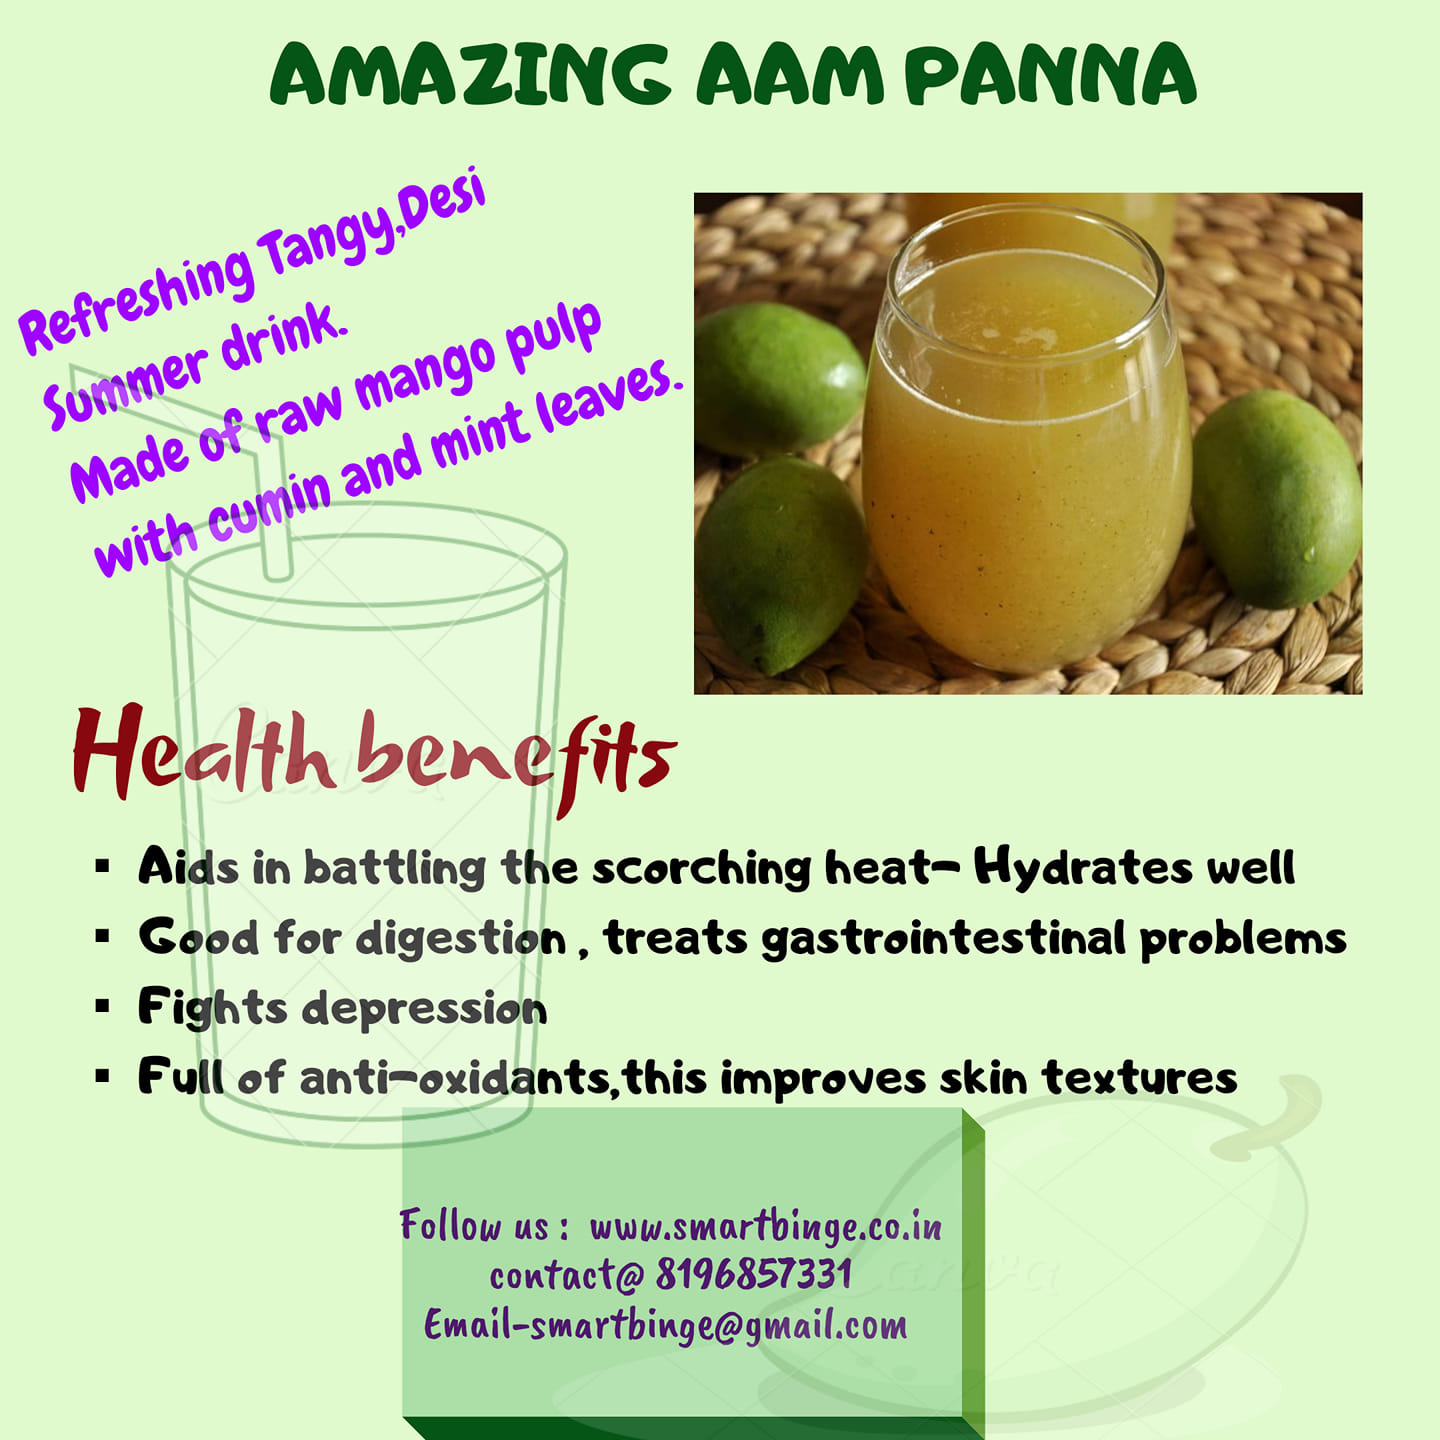 AMAZING AAM PANNA
Refreshing Tangy,Desi
Summer drink.
Made of raw mango pulp
with cumin and mint leaves.
Health benefits
▪ Aids in battling the scorching heat– Hydrates well
▪ Good for digestion , treats gastrointestinal problems
▪ Fights depression
▪ Full of anti–oxidants,this improves skin textures
Follow us : www.smartbinge.co.in
contact@ 8196857331
Email-smartbinge@gmail.com
Canva
Canva